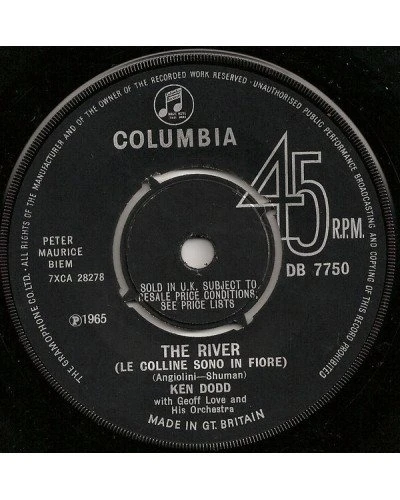 ALL RIGHTS OF THE MANUFACTURER AND OF THE OWNER OF THE RECORDED WORK RESERVED · UNAUTHORISED PUBLIC PERFORMANCE BROADCASTING AND COPYING OF THIS RECORD PROHIBITED
THE GRAMOPHONE CO. LTD.
COLUMBIA
45 R.P.M.
DB 7750
PETER
MAURICE
BIEM
7XCA 28278
SOLD IN U.K. SUBJECT TO
RESALE PRICE CONDITIONS,
SEE PRICE LISTS
Ⓟ1965
THE RIVER
(LE COLLINE SONO IN FIORE)
(Angiolini—Shuman)
KEN DODD
with Geoff Love and
His Orchestra
MADE IN GT. BRITAIN